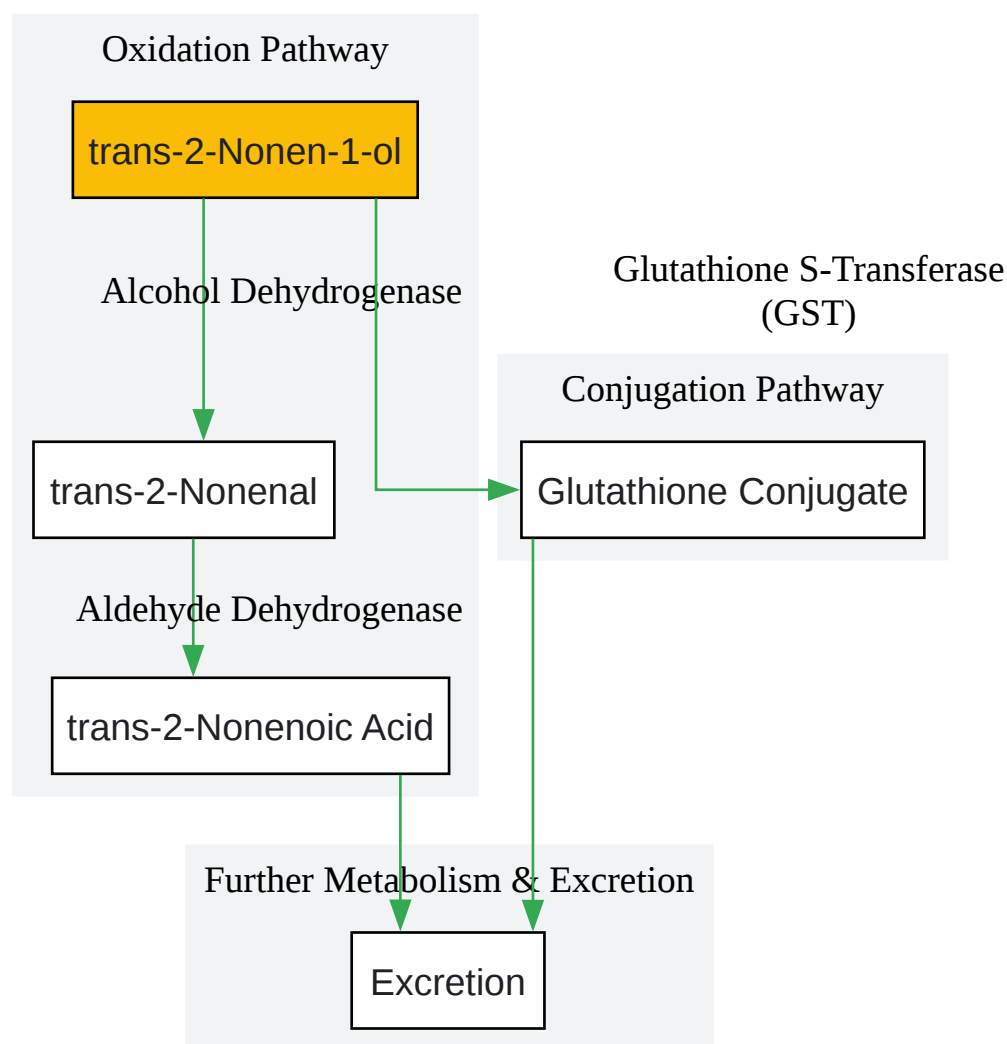 Oxidation Pathway
trans-2-Nonen-1-ol
Alcohol Dehydrogenase
Glutathione S-Transferase
(GST)
Conjugation Pathway
trans-2-Nonenal
Glutathione Conjugate
Aldehyde Dehydrogenase
trans-2-Nonenoic Acid
Further Metabolism & Excretion
Excretion